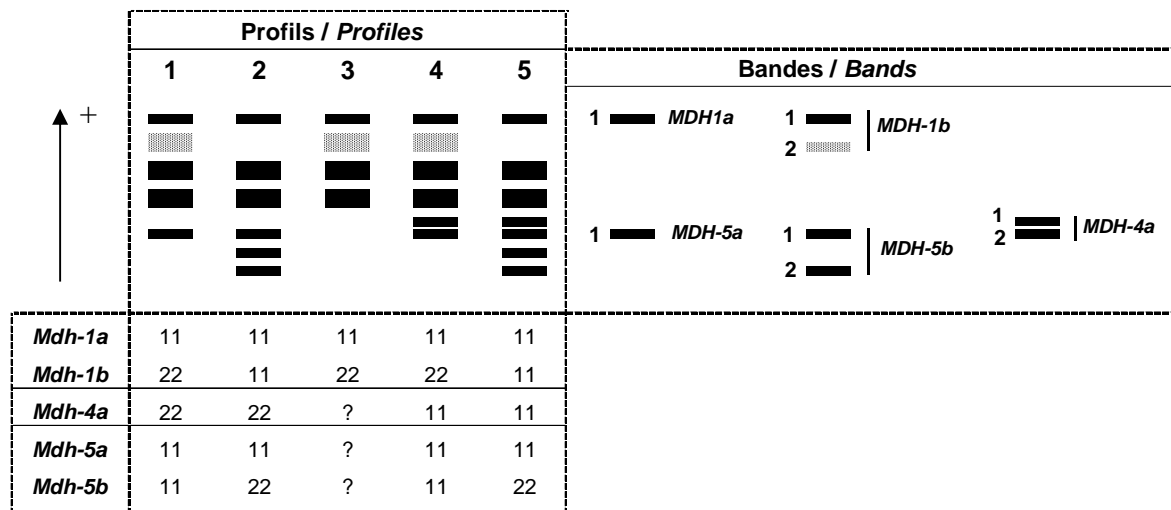 Profils / Profiles
1 2 3 4 5
Bandes / Bands
+
1 MDH1a
1
2
MDH-1b
1 MDH-5a
1
2
MDH-5b
1
2
MDH-4a
Mdh-1a 11 11 11 11 11
Mdh-1b 22 11 22 22 11
Mdh-4a 22 22 ? 11 11
Mdh-5a 11 11 ? 11 11
Mdh-5b 11 22 ? 11 22